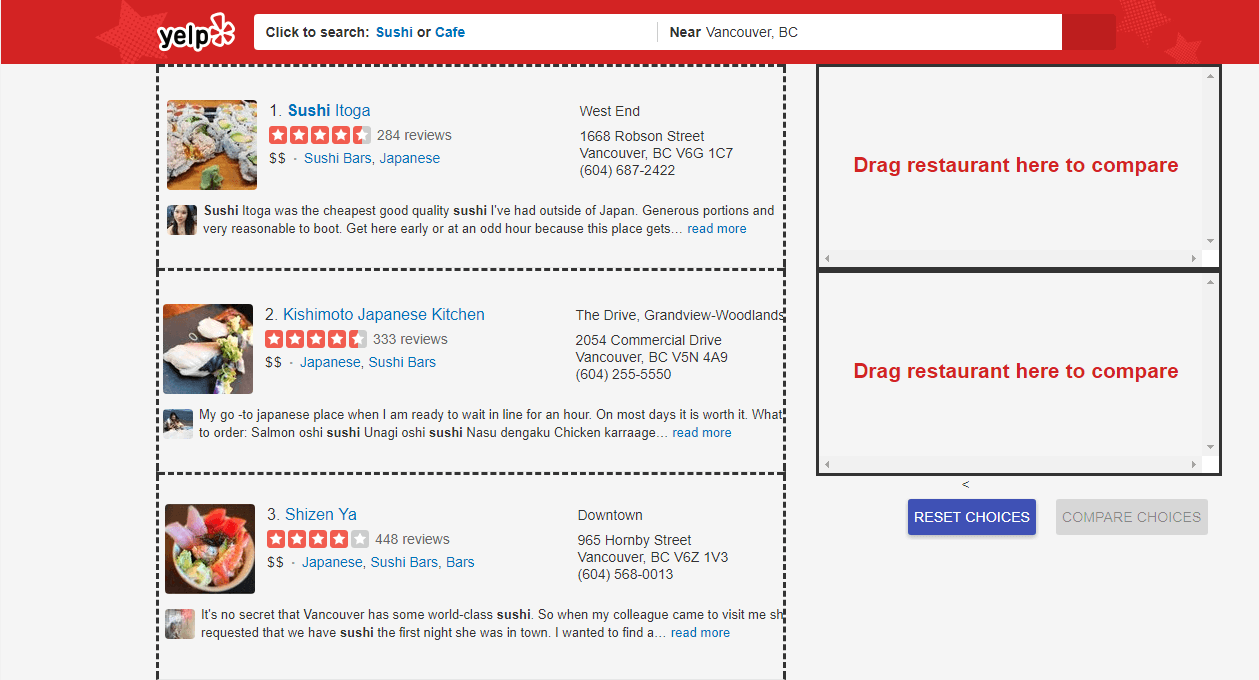 yelp
Click to search: Sushi or Cafe
Near Vancouver, BC
1. Sushi Itoga
284 reviews
$$ · Sushi Bars, Japanese
West End
1668 Robson Street
Vancouver, BC V6G 1C7
(604) 687-2422
Sushi Itoga was the cheapest good quality sushi I've had outside of Japan. Generous portions and
very reasonable to boot. Get here early or at an odd hour because this place gets… read more
2. Kishimoto Japanese Kitchen
333 reviews
$$ · Japanese, Sushi Bars
The Drive, Grandview-Woodlands
2054 Commercial Drive
Vancouver, BC V5N 4A9
(604) 255-5550
My go -to japanese place when I am ready to wait in line for an hour. On most days it is worth it. What
to order: Salmon oshi sushi Unagi oshi sushi Nasu dengaku Chicken karraage… read more
3. Shizen Ya
448 reviews
$$ · Japanese, Sushi Bars, Bars
Downtown
965 Hornby Street
Vancouver, BC V6Z 1V3
(604) 568-0013
It's no secret that Vancouver has some world-class sushi. So when my colleague came to visit me sh
requested that we have sushi the first night she was in town. I wanted to find a… read more
Drag restaurant here to compare
Drag restaurant here to compare
<
RESET CHOICES
COMPARE CHOICES